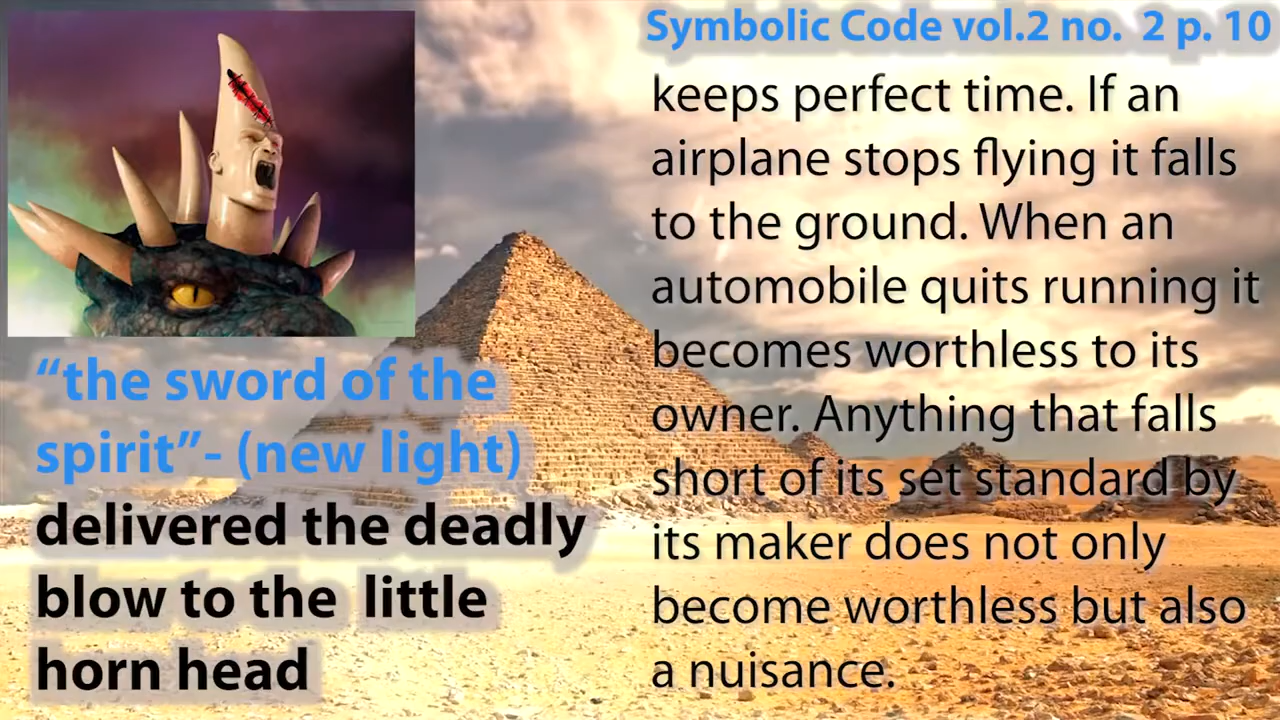 Symbolic Code vol.2 no. 2 p. 10
keeps perfect time. If an
airplane stops flying it falls
to the ground. When an
automobile quits running it
becomes worthless to its
owner. Anything that falls
short of its set standard by
its maker does not only
become worthless but also
a nuisance.
“the sword of the
spirit”- (new light)
delivered the deadly
blow to the little
horn head